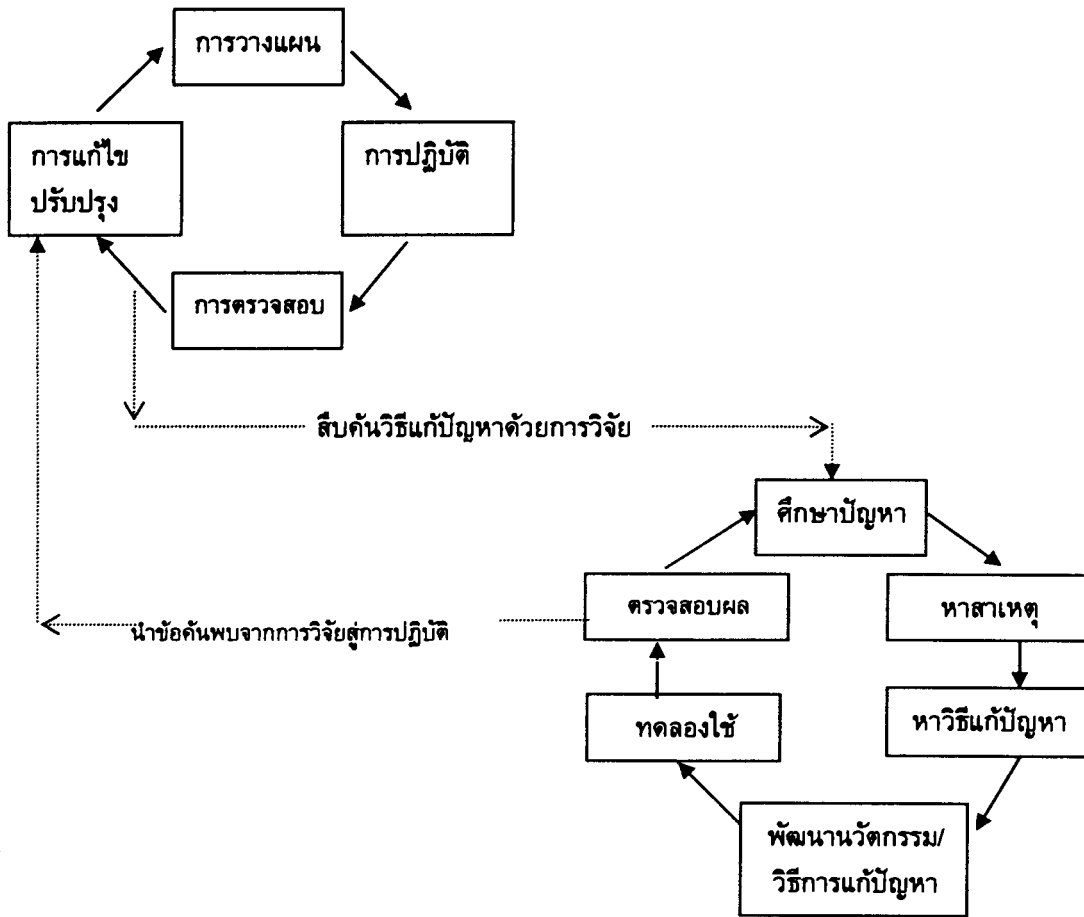 การวางแผน
การแก้ไข
ปรับปรุง
การปฏิบัติ
การตรวจสอบ
สืบค้นวิธีแก้ปัญหาด้วยการวิจัย
ศึกษาปัญหา
ตรวจสอบผล
หาสาเหตุ
นำข้อค้นพบจากการวิจัยสู่การปฏิบัติ
ทดลองใช้
หาวิธีแก้ปัญหา
พัฒนานวัตกรรม/
วิธีการแก้ปัญหา